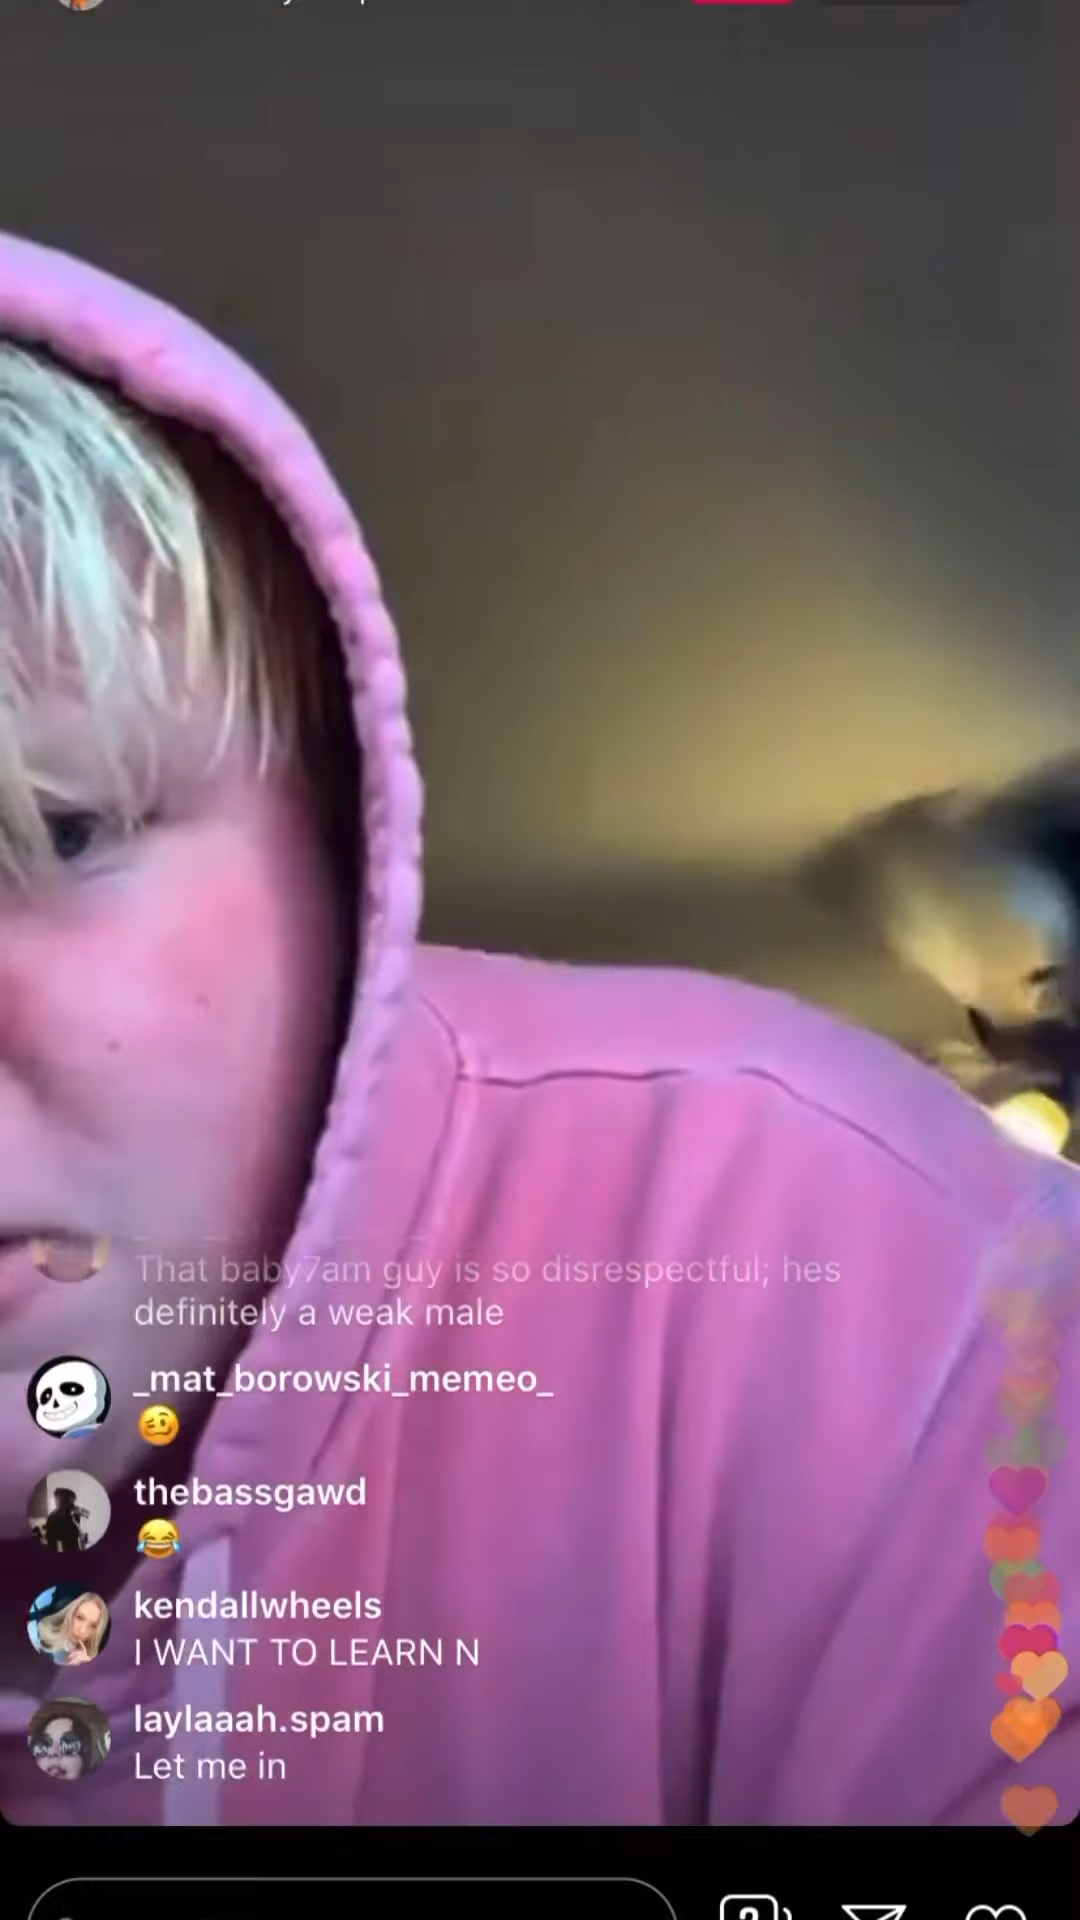 That baby7am guy is so disrespectful; hes
definitely a weak male
_mat_borowski_memeo_
🥴
thebassgawd
😂
kendallwheels
I WANT TO LEARN N
laylaaah.spam
Let me in